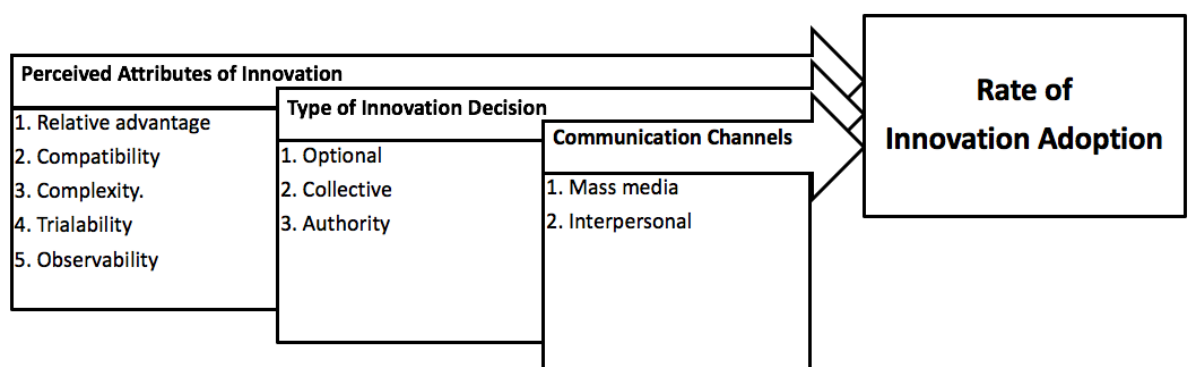 Perceived Attributes of Innovation
1. Relative advantage
2. Compatibility
3. Complexity.
4. Trialability
5. Observability
Type of Innovation Decision
1. Optional
2. Collective
3. Authority
Communication Channels
1. Mass media
2. Interpersonal
Rate of
Innovation Adoption